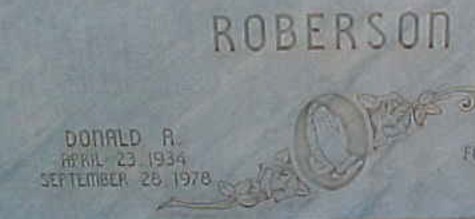 ROBERSON
DONALD R.
APRIL 23 1934
SEPTEMBER 28 1978